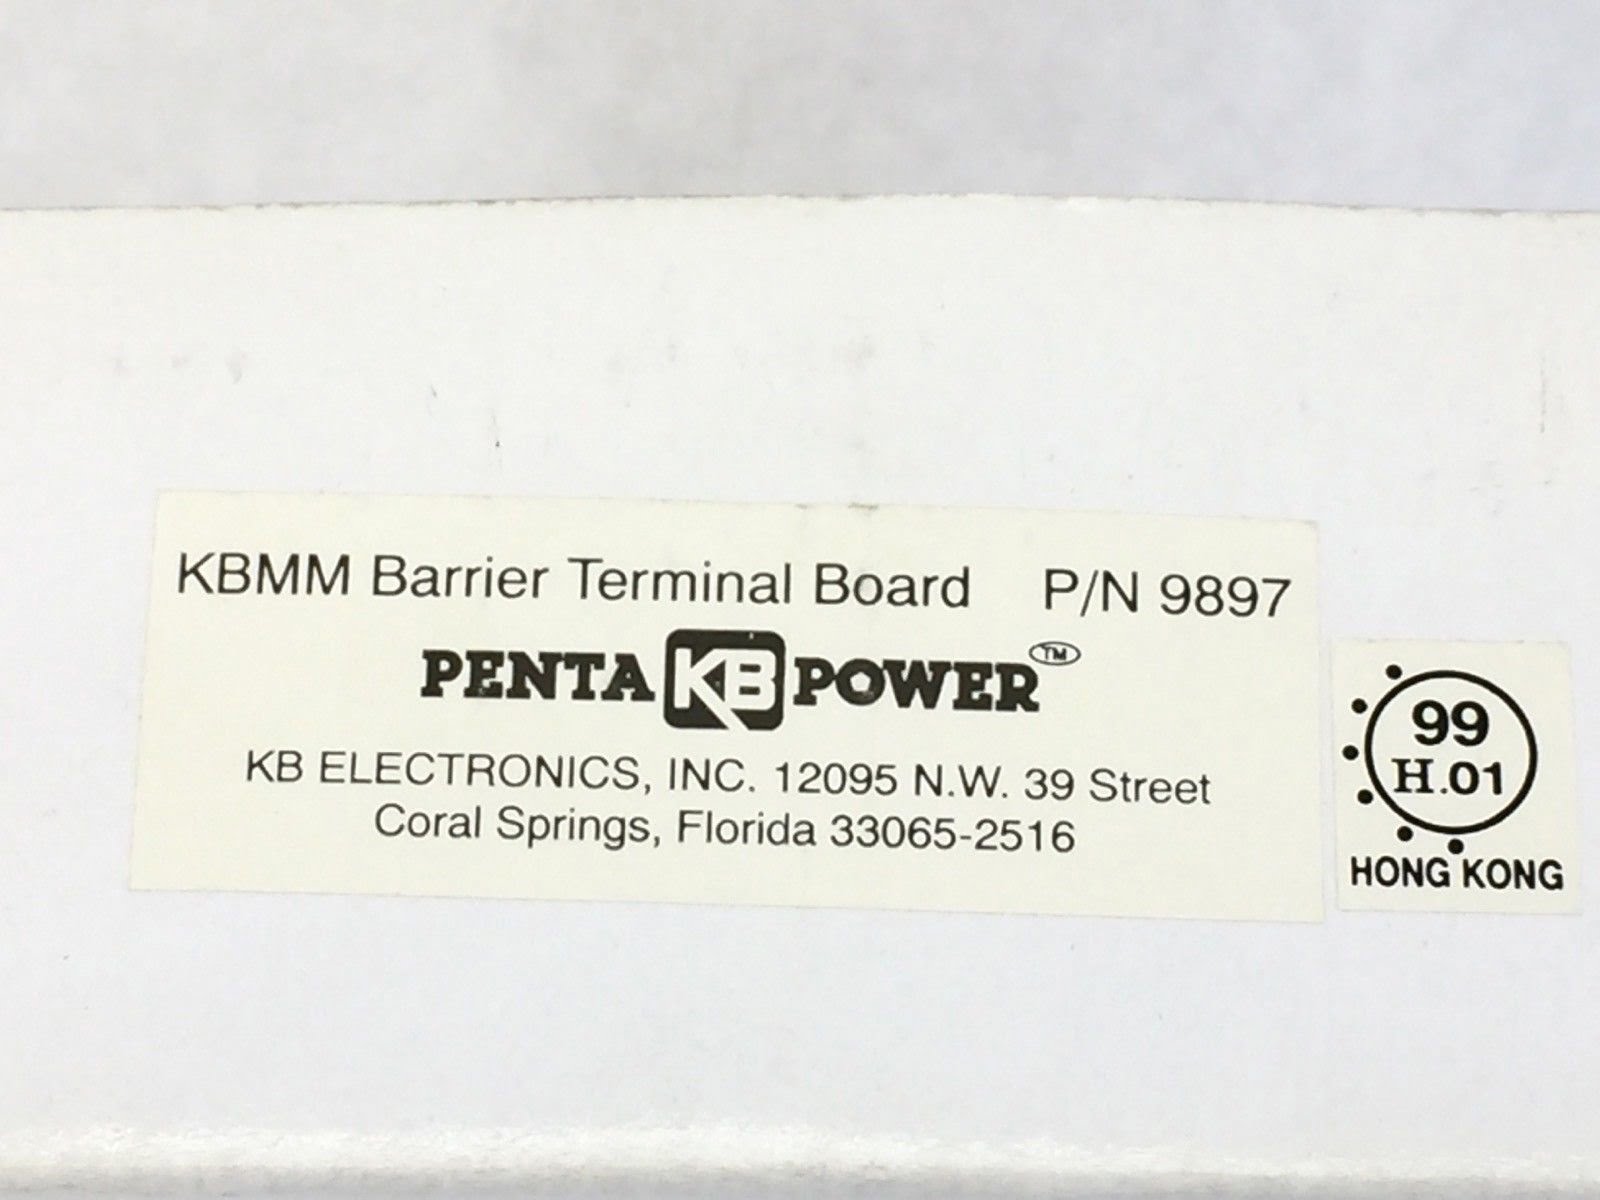 KBMM Barrier Terminal Board P/N 9897
PENTA KB POWER™
KB ELECTRONICS, INC. 12095 N.W. 39 Street
Coral Springs, Florida 33065-2516
99
H.01
HONG KONG